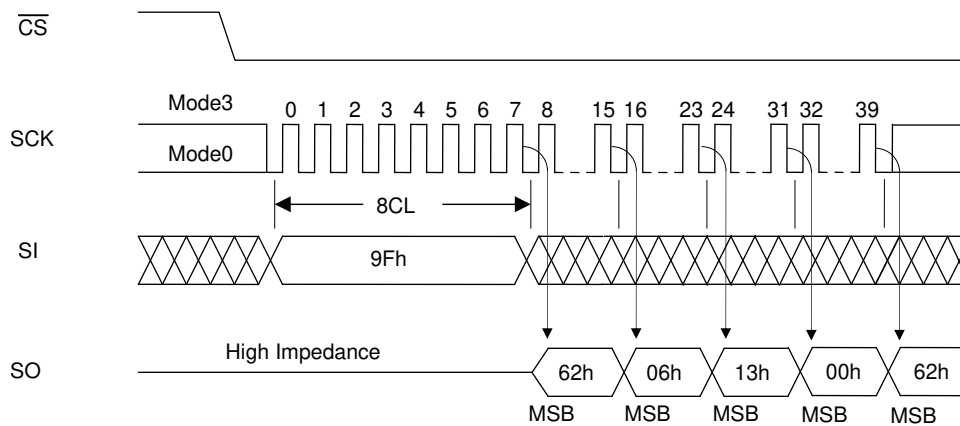 CS
Mode3
0 1 2 3 4 5 6 7 8 15 16 23 24 31 32 39
SCK
Mode0
8CL
SI
9Fh
High Impedance
SO
62h 06h 13h 00h 62h
MSB MSB MSB MSB MSB